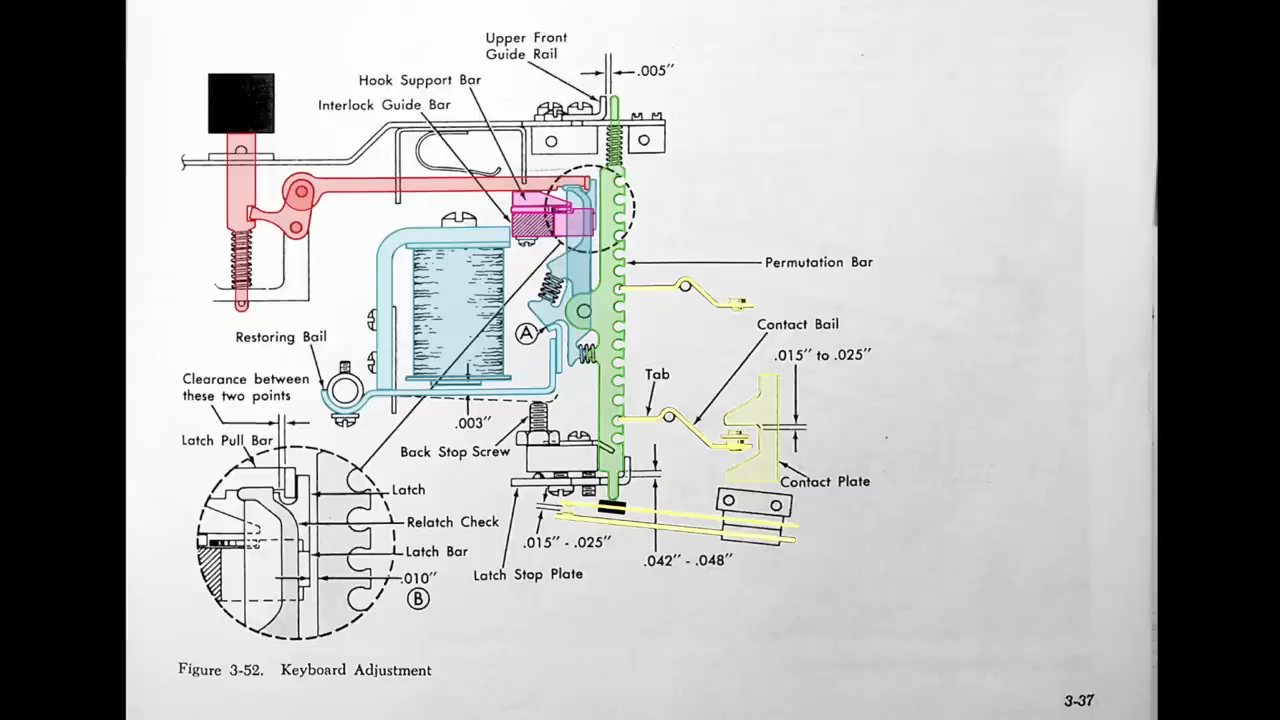 Upper Front
Guide Rail
.005″
Hook Support Bar
Interlock Guide Bar
Permutation Bar
A
Contact Bail
Restoring Bail
.015″ to .025″
Clearance between
these two points
Tab
.003″
Latch Pull Bar
Back Stop Screw
Contact Plate
Latch
Relatch Check
.015″ - .025″
Latch Bar
.042″ - .048″
Latch Stop Plate
.010″
B
Figure 3-52. Keyboard Adjustment
3-37